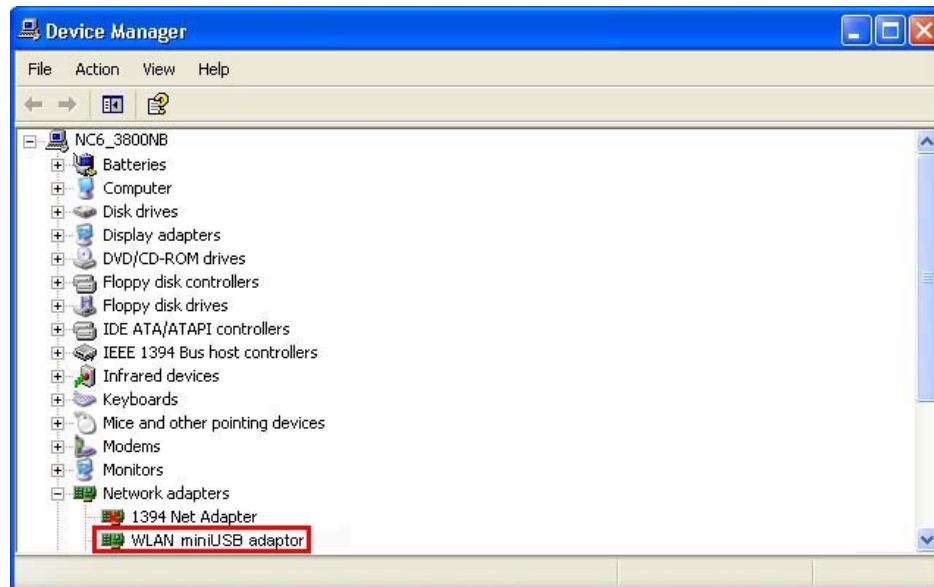 Device Manager
File Action View Help
NC6_3800NB
Batteries
Computer
Disk drives
Display adapters
DVD/CD-ROM drives
Floppy disk controllers
Floppy disk drives
IDE ATA/ATAPI controllers
IEEE 1394 Bus host controllers
Infrared devices
Keyboards
Mice and other pointing devices
Modems
Monitors
Network adapters
1394 Net Adapter
WLAN miniUSB adaptor